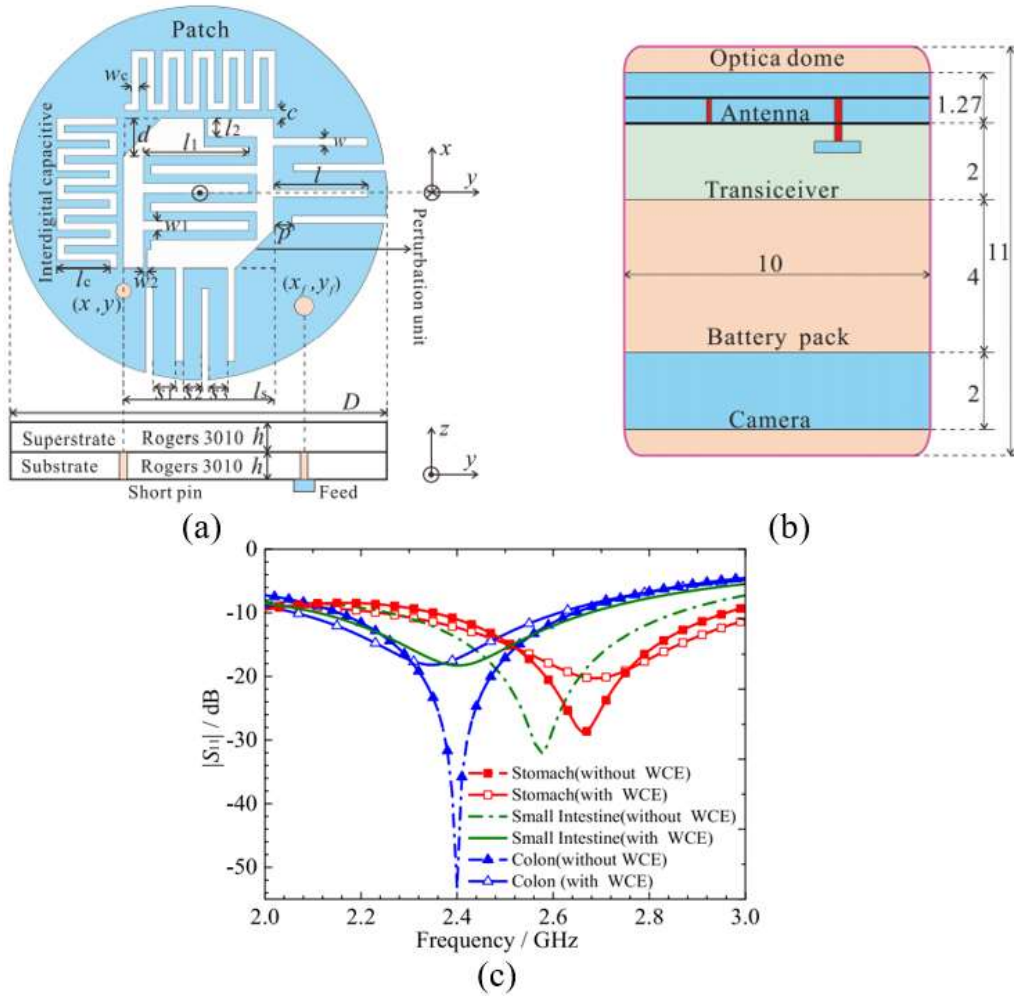 Patch
wc
c
d
l2
l1
w
x
y
l
Interdigital capacitive
w1
p
Perturbation unit
lc
w2
(x ,y)
(xf , yf)
S1 S2 S3 ls
D
Superstrate Rogers 3010 h
Substrate Rogers 3010 h
z
y
Short pin Feed
(a)
Optica dome
1.27
Antenna
2
Transiceiver
10
11
4
Battery pack
2
Camera
(b)
0
-10
-20
-30
-40
-50
|S11| / dB
Stomach(without WCE)
Stomach(with WCE)
Small Intestine(without WCE)
Small Intestine(with WCE)
Colon(without WCE)
Colon (with WCE)
2.0 2.2 2.4 2.6 2.8 3.0
Frequency / GHz
(c)